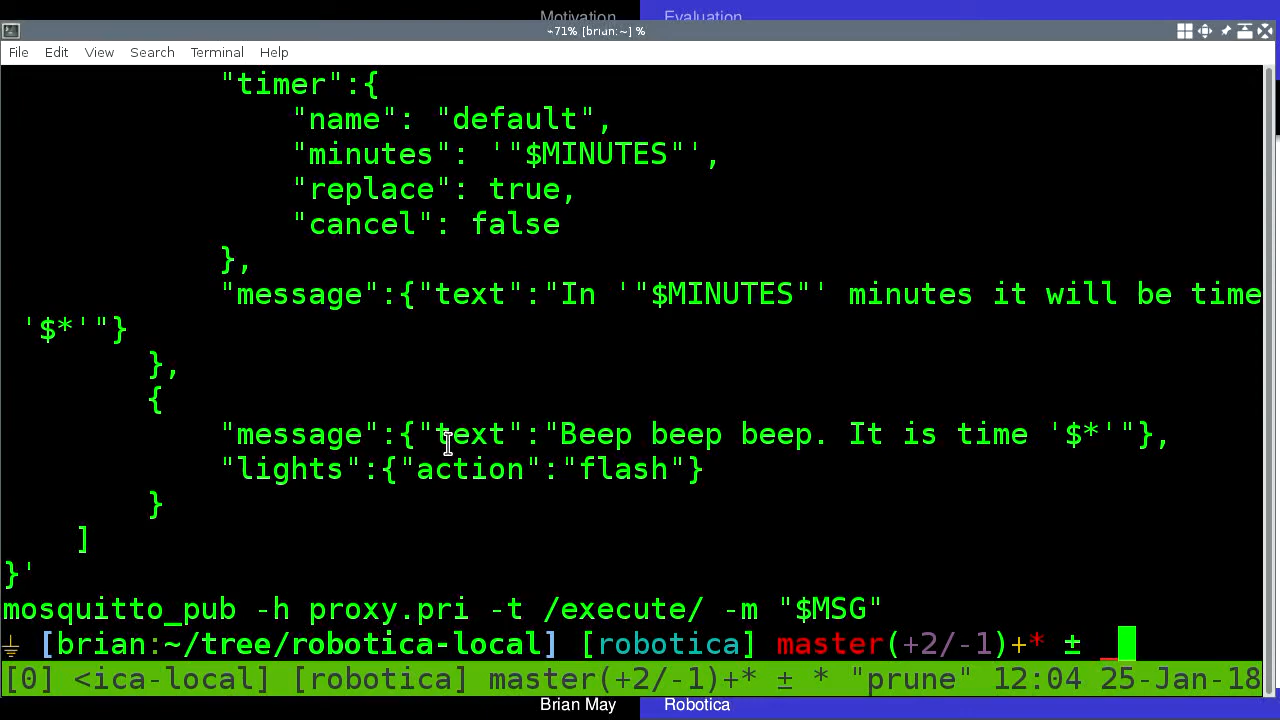 Motivation Evaluation
~71% [brian:~] %
File Edit View Search Terminal Help
"timer":{
"name": "default",
"minutes": '"$MINUTES"',
"replace": true,
"cancel": false
},
"message":{"text":"In '"$MINUTES"' minutes it will be time
'$*'"}
},
{
"message":{"text":"Beep beep beep. It is time '$*'"},
"lights":{"action":"flash"}
}
]
}'
mosquitto_pub -h proxy.pri -t /execute/ -m "$MSG"
[brian:~/tree/robotica-local] [robotica] master(+2/-1)+* ± _
[0] <ica-local] [robotica] master(+2/-1)+* ± * "prune" 12:04 25-Jan-18
Brian May Robotica